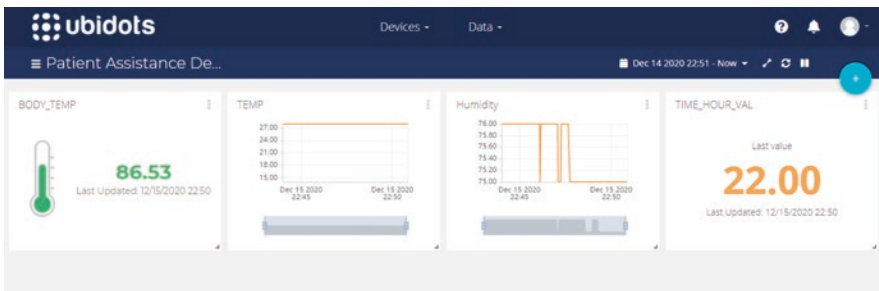 ubidots
Devices
Data
Patient Assistance De...
Dec 14 2020 22:51 - Now
BODY_TEMP
86.53
Last Updated: 12/15/2020 22:50
TEMP
27.00
24.00
21.00
18.00
15.00
Dec 15 2020
22:45
Dec 15 2020
22:50
Humidity
76.00
75.80
75.60
75.40
75.20
75.00
Dec 15 2020
22:45
Dec 15 2020
22:50
TIME_HOUR_VAL
Last value
22.00
Last Updated: 12/15/2020 22:50